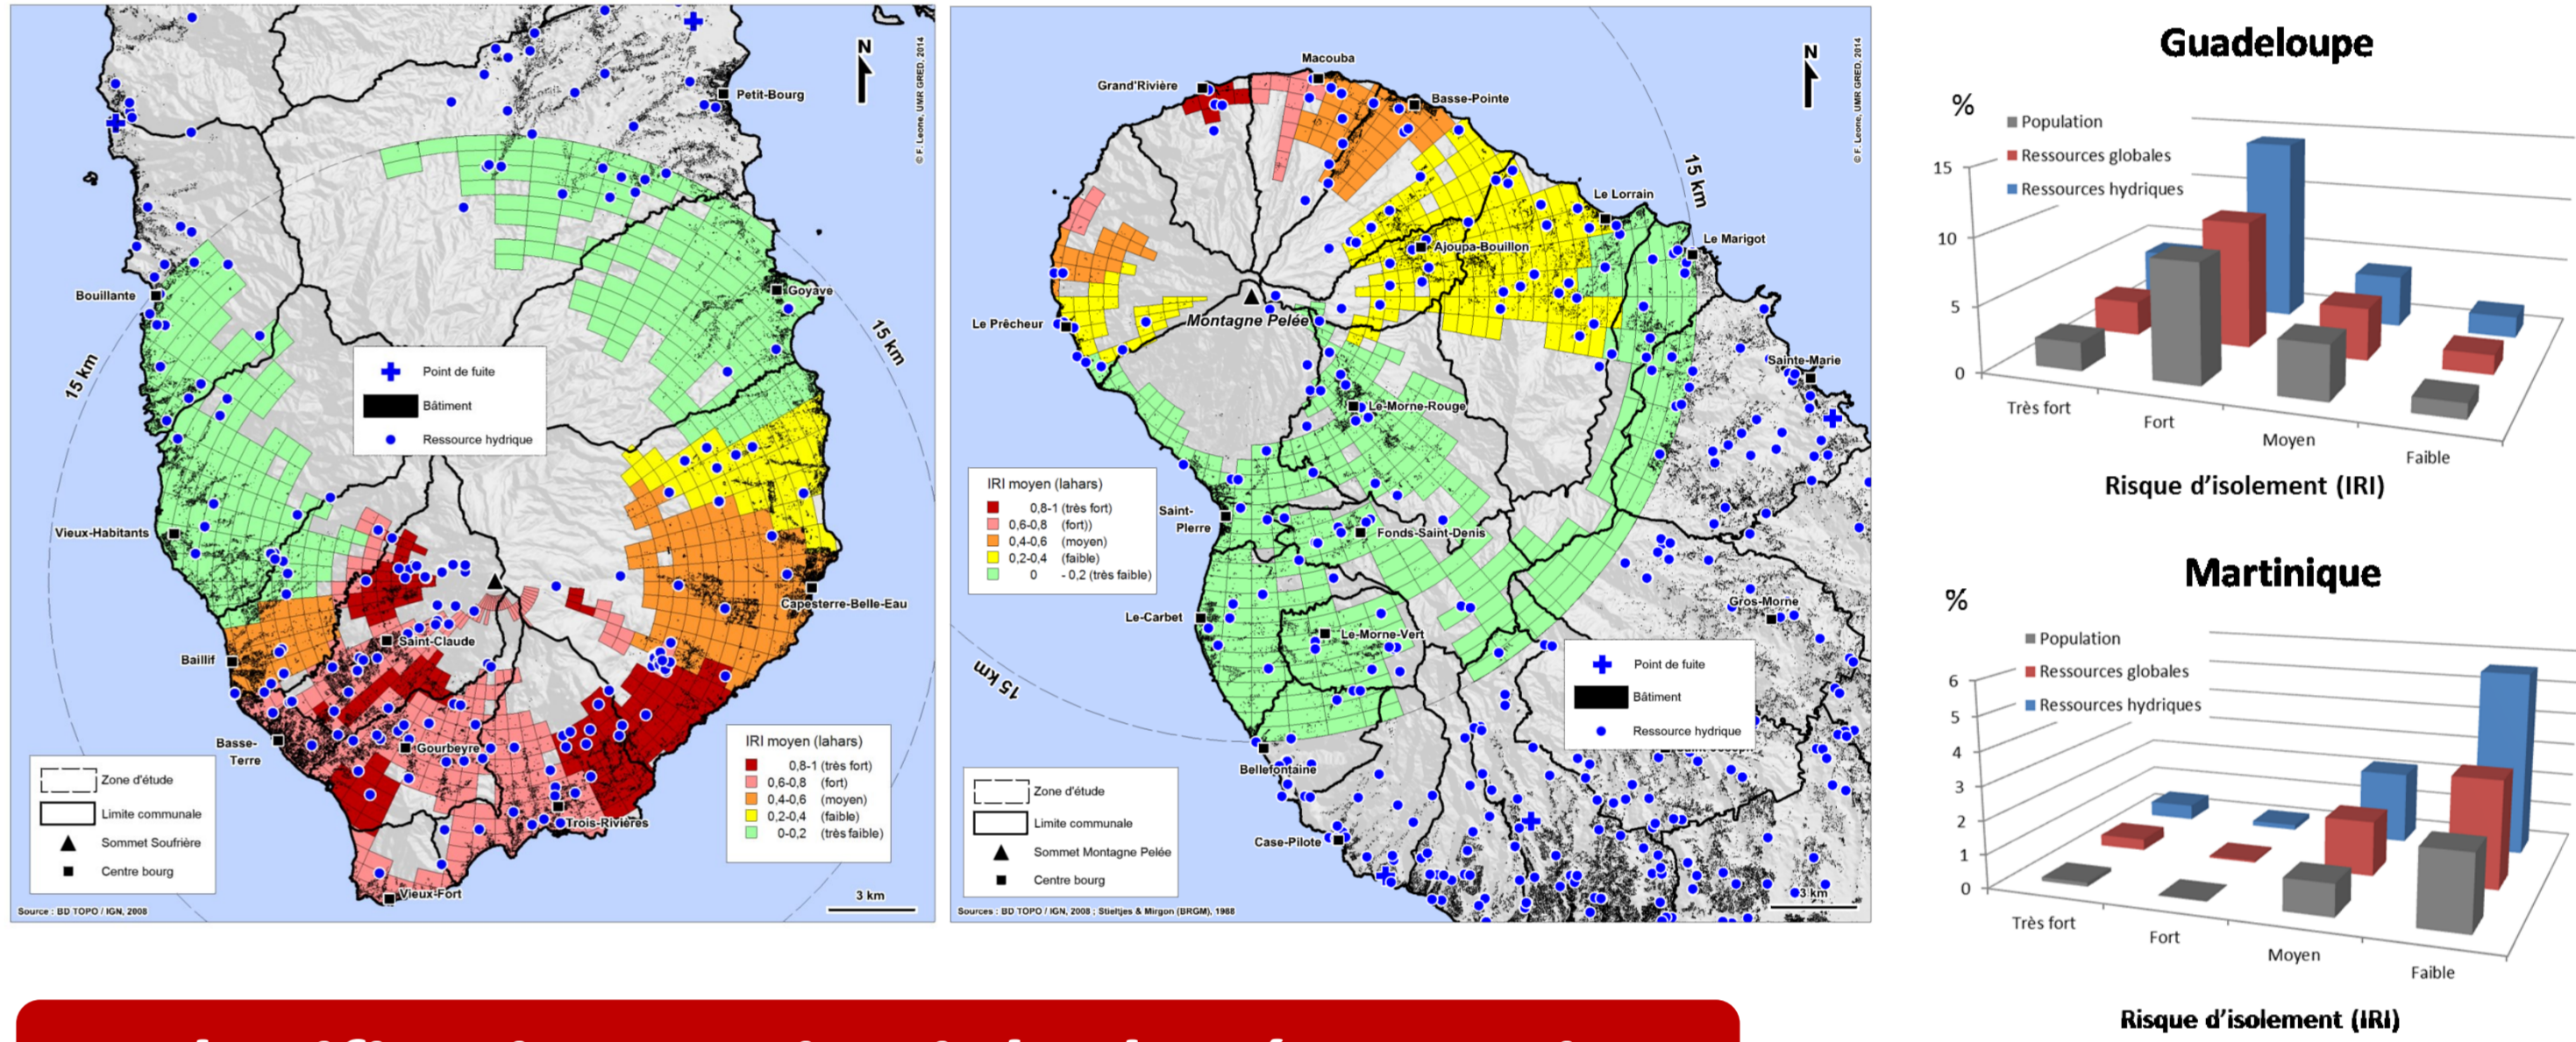 N
© F. Leone, UMR GRED, 2014
Petit-Bourg
Goyave
Bouillante
15 km
15 km
Point de fuite
Bâtiment
Ressource hydrique
Vieux-Habitants
Capesterre-Belle-Eau
Saint-Claude
Baillif
Basse-
Terre
Gourbeyre
Trois-Rivières
Vieux-Fort
Zone d'étude
Limite communale
Sommet Soufrière
Centre bourg
IRI moyen (lahars)
0,8-1 (très fort)
0,6-0,8 (fort)
0,4-0,6 (moyen)
0,2-0,4 (faible)
0-0,2 (très faible)
3 km
Source : BD TOPO / IGN, 2008
N
© F. Leone, UMR GRED, 2014
Macouba
Grand'Rivière
Basse-Pointe
15 km
Le Lorrain
Le Marigot
Ajoupa-Bouillon
Montagne Pelée
Le Prêcheur
Sainte-Marie
Le-Morne-Rouge
IRI moyen (lahars)
0,8-1 (très fort)
0,6-0,8 (fort))
0,4-0,6 (moyen)
0,2-0,4 (faible)
0 - 0,2 (très faible)
Saint-
Pierre
Fonds-Saint-Denis
Gros-Morne
Le-Carbet
Le-Morne-Vert
15 km
Point de fuite
Bâtiment
Ressource hydrique
Bellefontaine
Case-Pilote
Zone d'étude
Limite communale
Sommet Montagne Pelée
Centre bourg
3 km
Sources : BD TOPO / IGN, 2008 ; Stieltjes & Mirgon (BRGM), 1988
Guadeloupe
%
Population
Ressources globales
Ressources hydriques
15
10
5
0
Très fort
Fort
Moyen
Faible
Risque d'isolement (IRI)
Martinique
%
Population
Ressources globales
Ressources hydriques
6
5
4
3
2
1
0
Très fort
Fort
Moyen
Faible
Risque d'isolement (IRI)